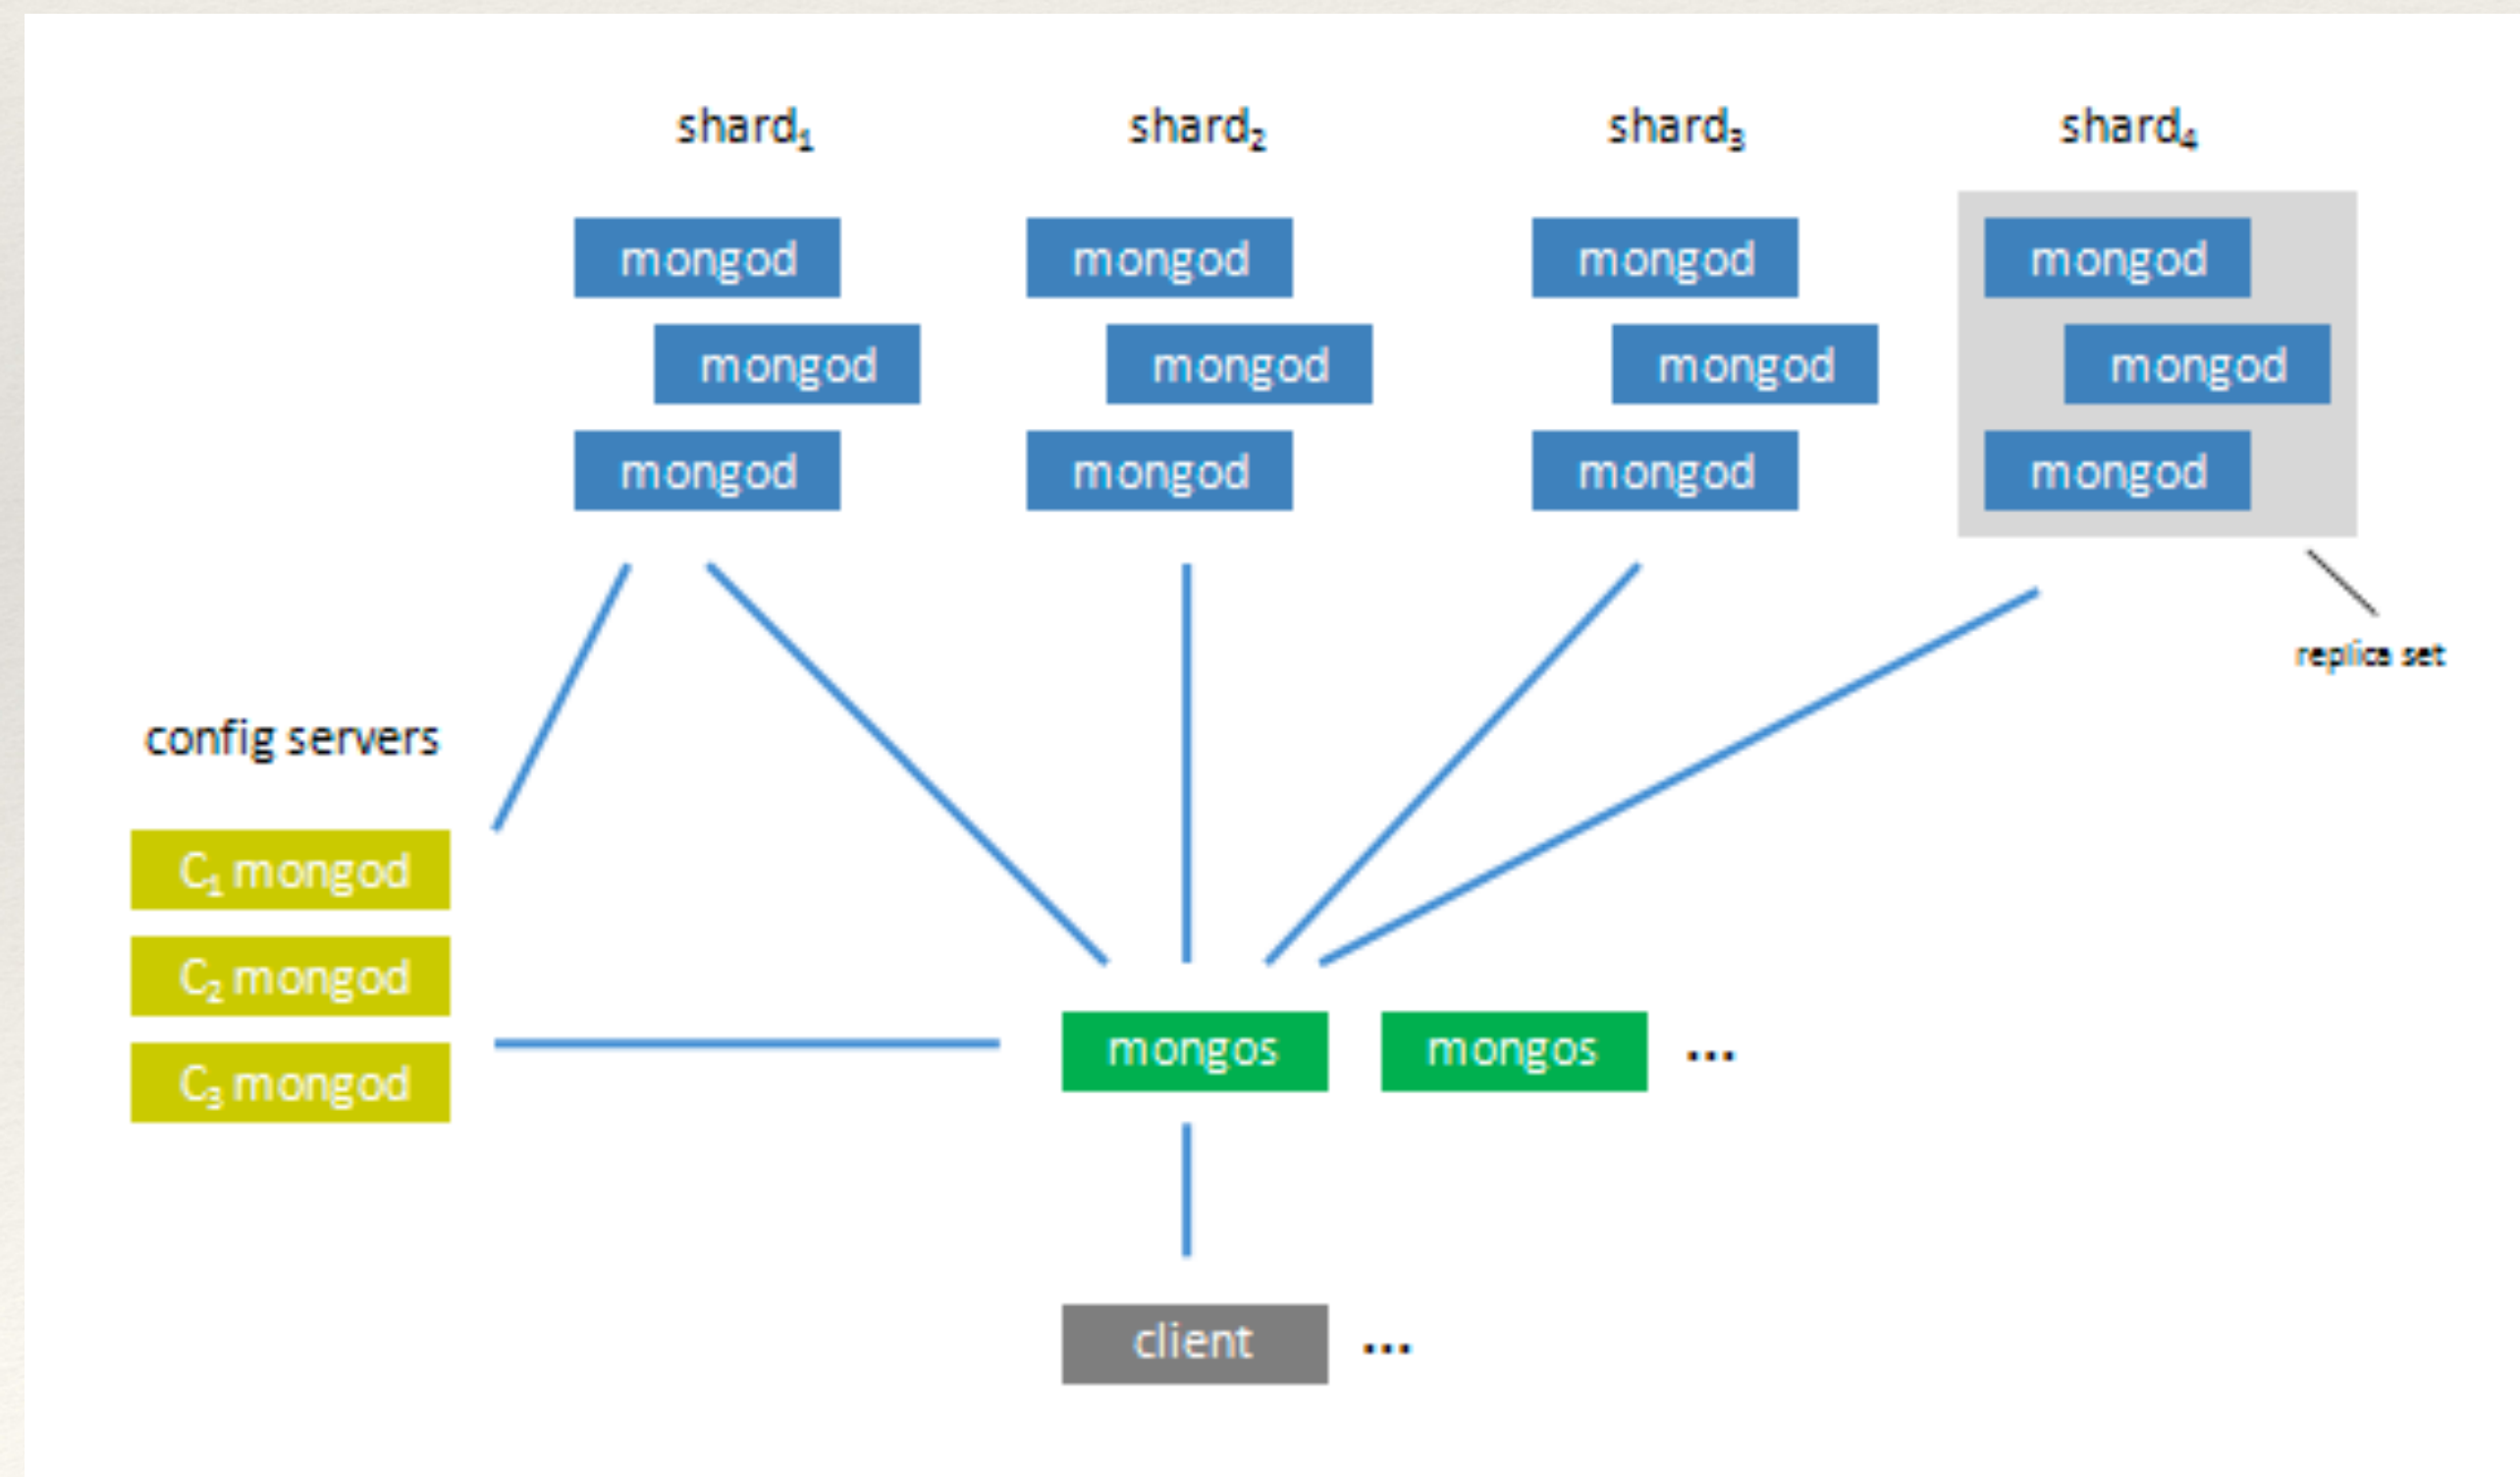 shard₁ shard₂ shard₃ shard₄
mongod mongod mongod mongod
mongod mongod mongod mongod
mongod mongod mongod mongod
replica set
config servers
C₁ mongod
C₂ mongod
mongos mongos ...
C₃ mongod
client ...